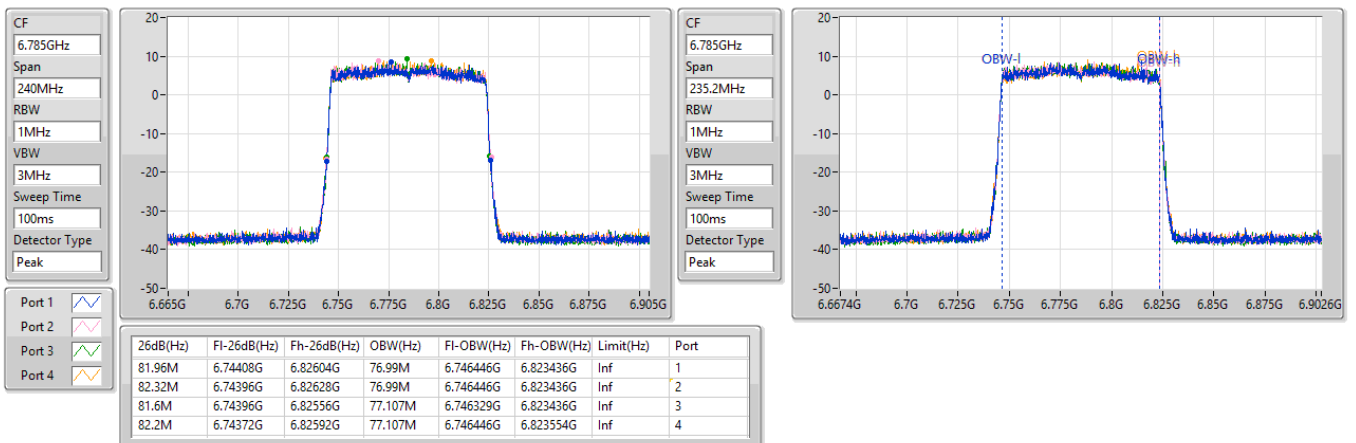 CF
6.785GHz
Span
240MHz
RBW
1MHz
VBW
3MHz
Sweep Time
100ms
Detector Type
Peak
20
10
0
-10
-20
-30
-40
-50
6.665G 6.7G 6.725G 6.75G 6.775G 6.8G 6.825G 6.85G 6.875G 6.905G
CF
6.785GHz
Span
235.2MHz
RBW
1MHz
VBW
3MHz
Sweep Time
100ms
Detector Type
Peak
20
10
0
-10
-20
-30
-40
-50
OBW-l OBW-h
6.66674G 6.7G 6.725G 6.75G 6.775G 6.8G 6.825G 6.85G 6.875G 6.9026G
Port 1
Port 2
Port 3
Port 4
26dB(Hz) Fl-26dB(Hz) Fh-26dB(Hz) OBW(Hz) Fl-OBW(Hz) Fh-OBW(Hz) Limit(Hz) Port
81.96M 6.74408G 6.82604G 76.99M 6.746446G 6.823436G Inf 1
82.32M 6.74396G 6.82628G 76.99M 6.746446G 6.823436G Inf 2
81.6M 6.74396G 6.82556G 77.107M 6.746329G 6.823436G Inf 3
82.2M 6.74372G 6.82592G 77.107M 6.746446G 6.823554G Inf 4